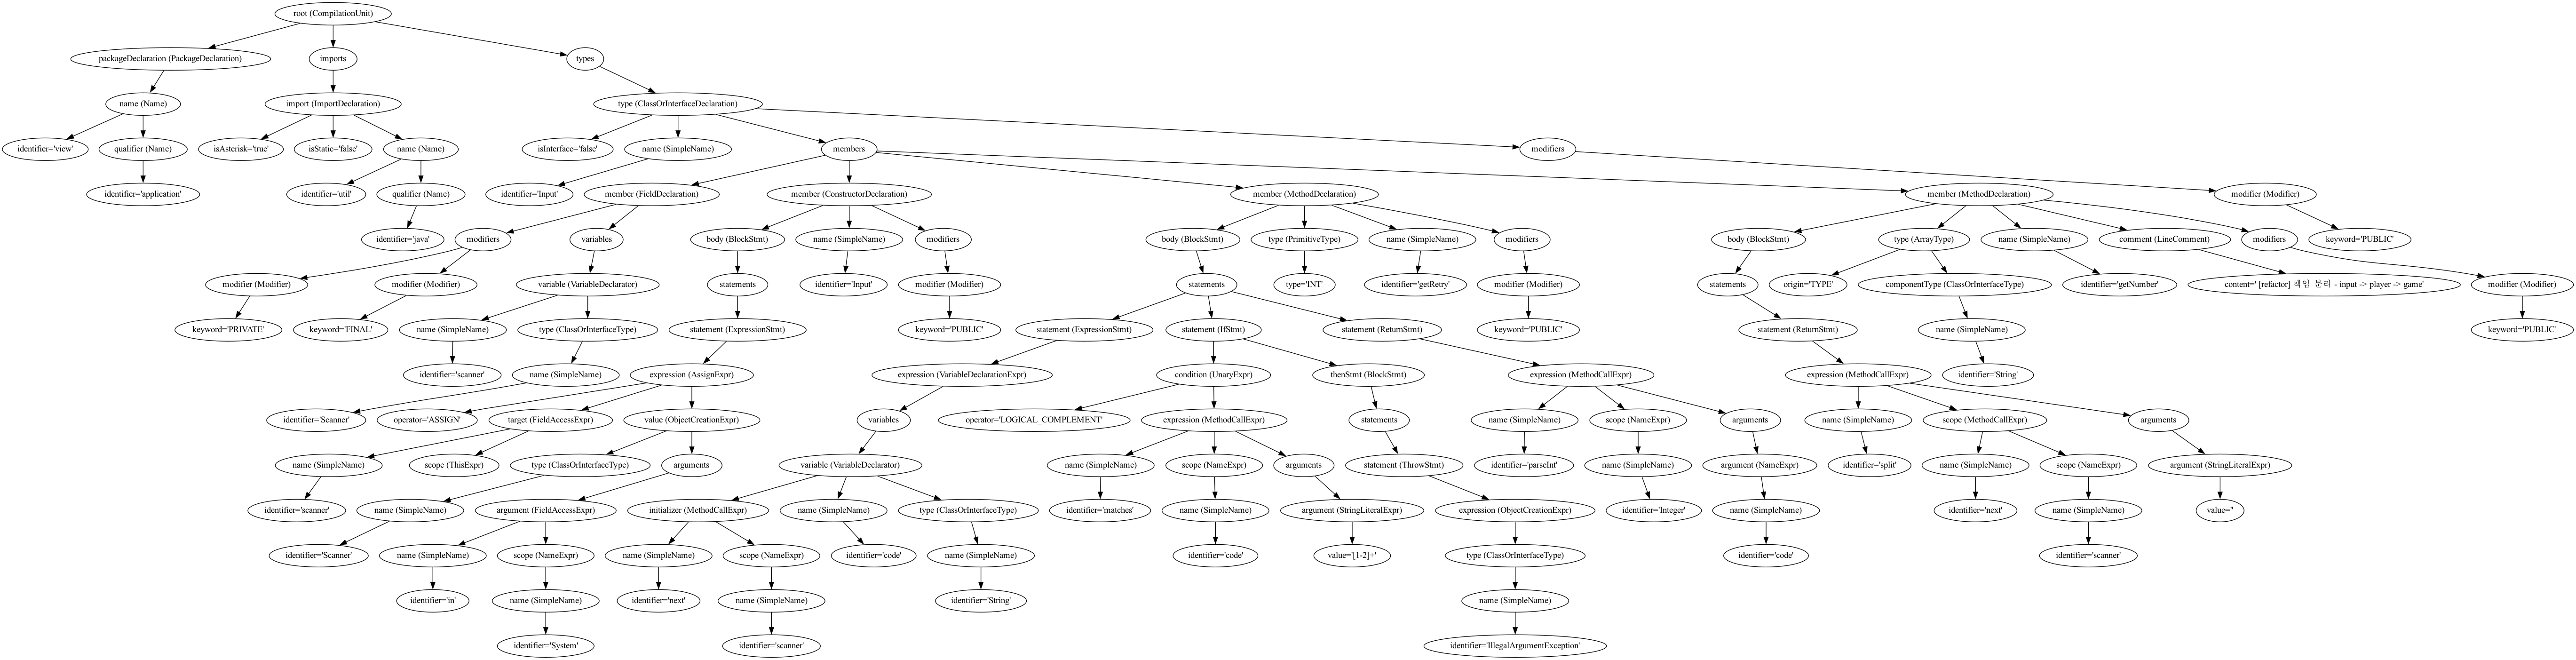 root (CompilationUnit)
packageDeclaration (PackageDeclaration)
imports
types
name (Name)
import (ImportDeclaration)
type (ClassOrInterfaceDeclaration)
identifier='view'
qualifier (Name)
isAsterisk='true'
isStatic='false'
name (Name)
isInterface='false'
name (SimpleName)
members
modifiers
identifier='application'
identifier='util'
qualifier (Name)
identifier='Input'
member (FieldDeclaration)
member (ConstructorDeclaration)
member (MethodDeclaration)
member (MethodDeclaration)
modifier (Modifier)
identifier='java'
modifiers
variables
body (BlockStmt)
name (SimpleName)
modifiers
body (BlockStmt)
type (PrimitiveType)
name (SimpleName)
modifiers
body (BlockStmt)
type (ArrayType)
name (SimpleName)
comment (LineComment)
modifiers
keyword='PUBLIC'
modifier (Modifier)
modifier (Modifier)
variable (VariableDeclarator)
statements
identifier='Input'
modifier (Modifier)
statements
type='INT'
identifier='getRetry'
modifier (Modifier)
statements
origin='TYPE'
componentType (ClassOrInterfaceType)
identifier='getNumber'
content=' [refactor] 책임 분리 - input -> player -> game'
modifier (Modifier)
keyword='PRIVATE'
keyword='FINAL'
name (SimpleName)
type (ClassOrInterfaceType)
statement (ExpressionStmt)
keyword='PUBLIC'
statement (ExpressionStmt)
statement (IfStmt)
statement (ReturnStmt)
keyword='PUBLIC'
statement (ReturnStmt)
name (SimpleName)
keyword='PUBLIC'
identifier='scanner'
name (SimpleName)
expression (AssignExpr)
expression (VariableDeclarationExpr)
condition (UnaryExpr)
thenStmt (BlockStmt)
expression (MethodCallExpr)
expression (MethodCallExpr)
identifier='String'
identifier='Scanner'
operator='ASSIGN'
target (FieldAccessExpr)
value (ObjectCreationExpr)
variables
operator='LOGICAL_COMPLEMENT'
expression (MethodCallExpr)
statements
name (SimpleName)
scope (NameExpr)
arguments
name (SimpleName)
scope (MethodCallExpr)
arguments
name (SimpleName)
scope (ThisExpr)
type (ClassOrInterfaceType)
arguments
variable (VariableDeclarator)
name (SimpleName)
scope (NameExpr)
arguments
statement (ThrowStmt)
identifier='parseInt'
name (SimpleName)
argument (NameExpr)
identifier='split'
name (SimpleName)
scope (NameExpr)
argument (StringLiteralExpr)
identifier='scanner'
name (SimpleName)
argument (FieldAccessExpr)
initializer (MethodCallExpr)
name (SimpleName)
type (ClassOrInterfaceType)
identifier='matches'
name (SimpleName)
argument (StringLiteralExpr)
expression (ObjectCreationExpr)
identifier='Integer'
name (SimpleName)
identifier='next'
name (SimpleName)
value=''
identifier='Scanner'
name (SimpleName)
scope (NameExpr)
name (SimpleName)
scope (NameExpr)
identifier='code'
name (SimpleName)
identifier='code'
value='[1-2]+'
type (ClassOrInterfaceType)
identifier='code'
identifier='scanner'
identifier='in'
name (SimpleName)
identifier='next'
name (SimpleName)
identifier='String'
name (SimpleName)
identifier='System'
identifier='scanner'
identifier='IllegalArgumentException'